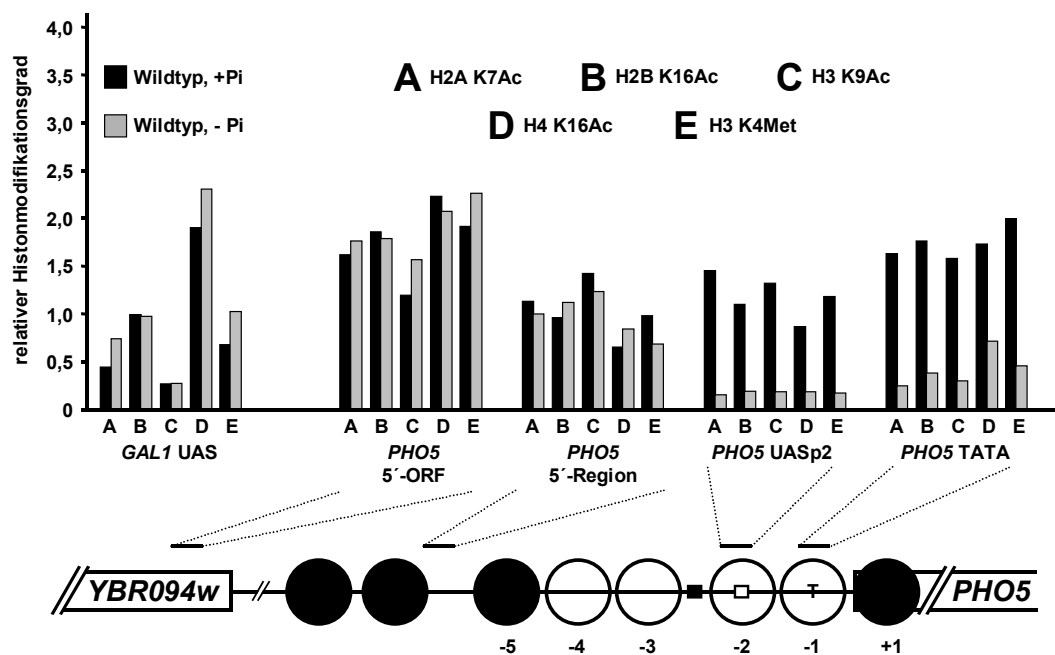 relativer Histonmodifikationsgrad
4,0
3,5
3,0
2,5
2,0
1,5
1,0
0,5
0
Wildtyp, +Pi
Wildtyp, - Pi
A H2A K7Ac B H2B K16Ac C H3 K9Ac
D H4 K16Ac E H3 K4Met
A B C D E A B C D E A B C D E A B C D E A B C D E
GAL1 UAS PHO5 PHO5 PHO5 UASp2 PHO5 TATA
5´-ORF 5´-Region
YBR094w T PHO5
-5 -4 -3 -2 -1 +1